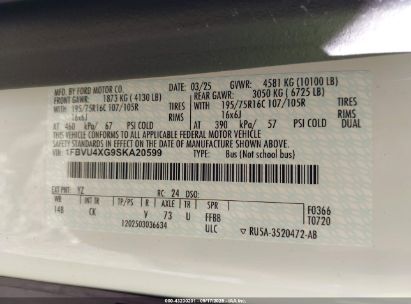 MFD. BY FORD MOTOR CO. 03/25 GVWR: 4581 KG (10100 LB)
FRONT GAWR: 1873 KG (4130 LB) REAR GAWR: 3050 KG (6725 LB)
195/75R16C 107/105R TIRES 195/75R16C 107/105R TIRES
16x6J RIMS 16x6J RIMS
AT 460 kPa/ 67 PSI COLD AT 390 kPa/ 57 PSI COLD
THIS VEHICLE CONFORMS TO ALL APPLICABLE FEDERAL MOTOR VEHICLE
SAFETY STANDARDS IN EFFECT ON THE DATE OF MANUFACTURE SHOWN ABOVE.
VIN: 1FBVU4XG9SKA20599 TYPE: Bus (Not school bus)
EXT PNT: YZ RC: 24 DSO:
WB INT TR TP/PS R AXLE TR SPR F0366
148 CK V 73 U FFBB T0720
1202503036634 ULC ▽ RU5A-3520472-AB